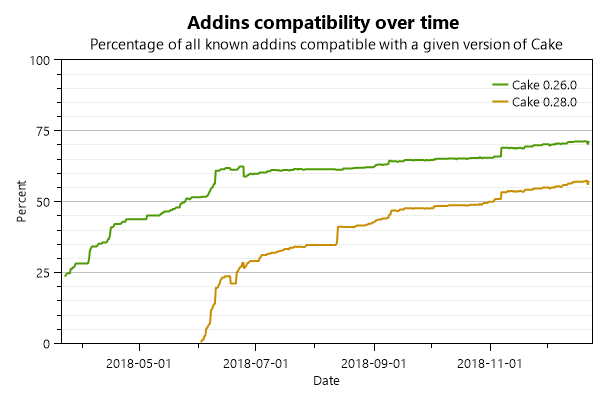 Addins compatibility over time
Percentage of all known addins compatible with a given version of Cake
100
75
50
25
0
Percent
Cake 0.26.0
Cake 0.28.0
2018-05-01
2018-07-01
2018-09-01
2018-11-01
Date